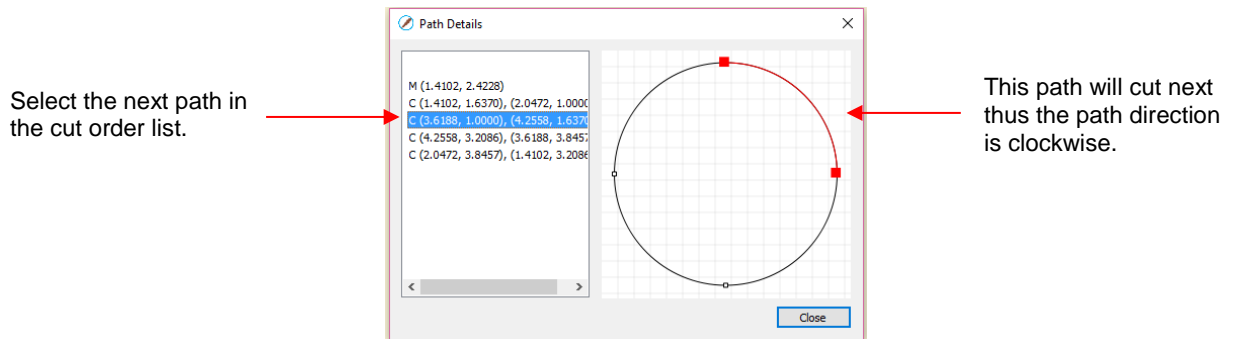 Path Details
Select the next path in
the cut order list.
M (1.4102, 2.4228)
C (1.4102, 1.6370), (2.0472, 1.000
C (3.6188, 1.0000), (4.2558, 1.637
C (4.2558, 3.2086), (3.6188, 3.845
C (2.0472, 3.8457), (1.4102, 3.208
This path will cut next
thus the path direction
is clockwise.
Close